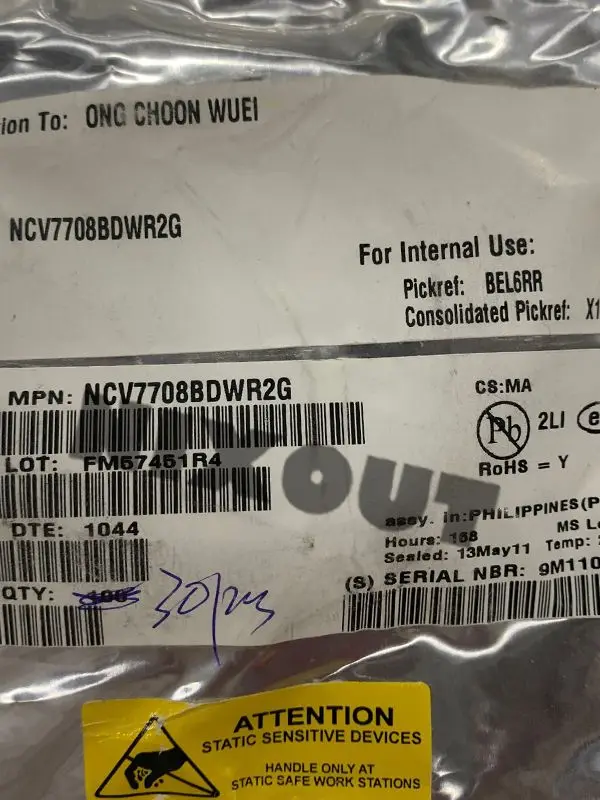 ion To: ONG CHOON WUEI
NCV7708BDWR2G
For Internal Use:
Pickref: BEL6RR
Consolidated Pickref: X1
MPN: NCV7708BDWR2G
CS:MA
Pb
2LI
e
RoHS = Y
LOT: FM57451R4
OUT
assy. in:PHILIPPINES(P
DTE: 1044
Hours: 168
MS L
Sealed: 13May11
Temp:
QTY:
30/
(S) SERIAL NBR: 9M110
ATTENTION
STATIC SENSITIVE DEVICES
HANDLE ONLY AT
STATIC SAFE WORK STATIONS